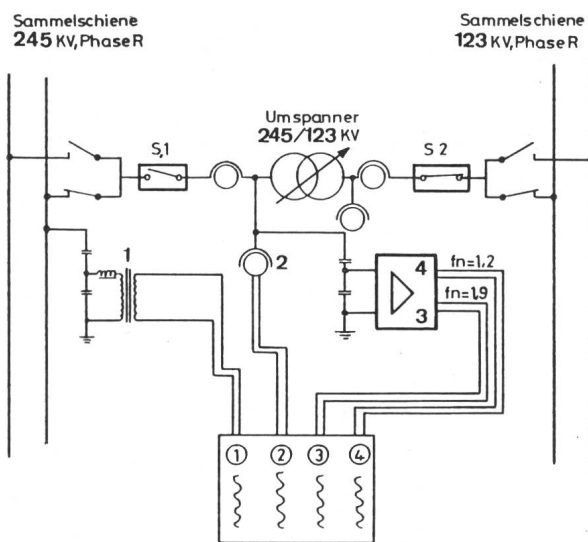 Sammelschiene
245 KV, Phase R
Sammelschiene
123 KV, Phase R
Umspanner
245/123 KV
S,1
S 2
1
2
4
3
fn=1,2
fn=1,9
1
2
3
4